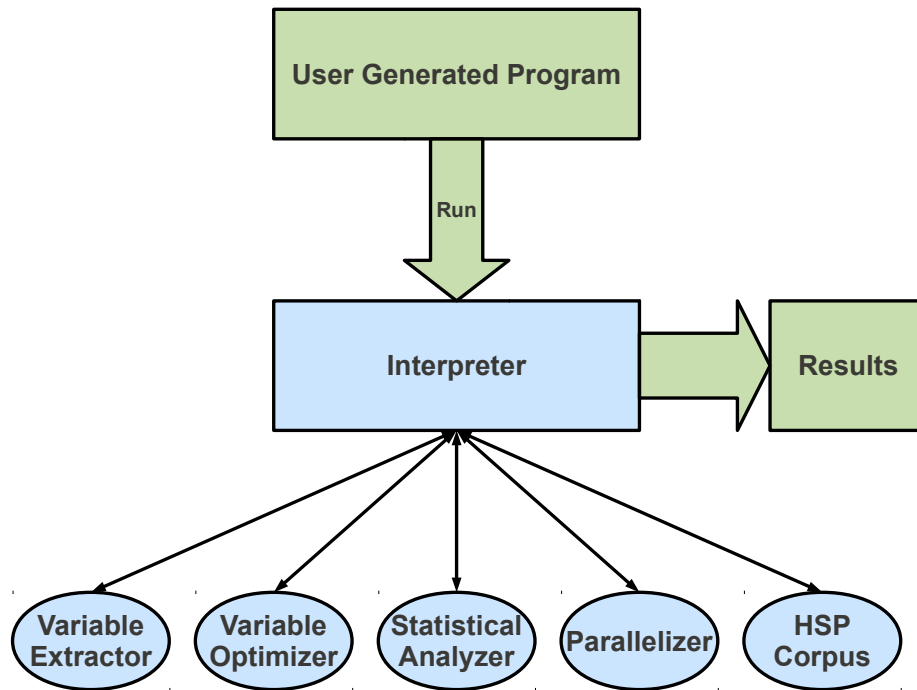 User Generated Program
Run
Interpreter
Results
Variable
Extractor
Variable
Optimizer
Statistical
Analyzer
Parallelizer
HSP
Corpus